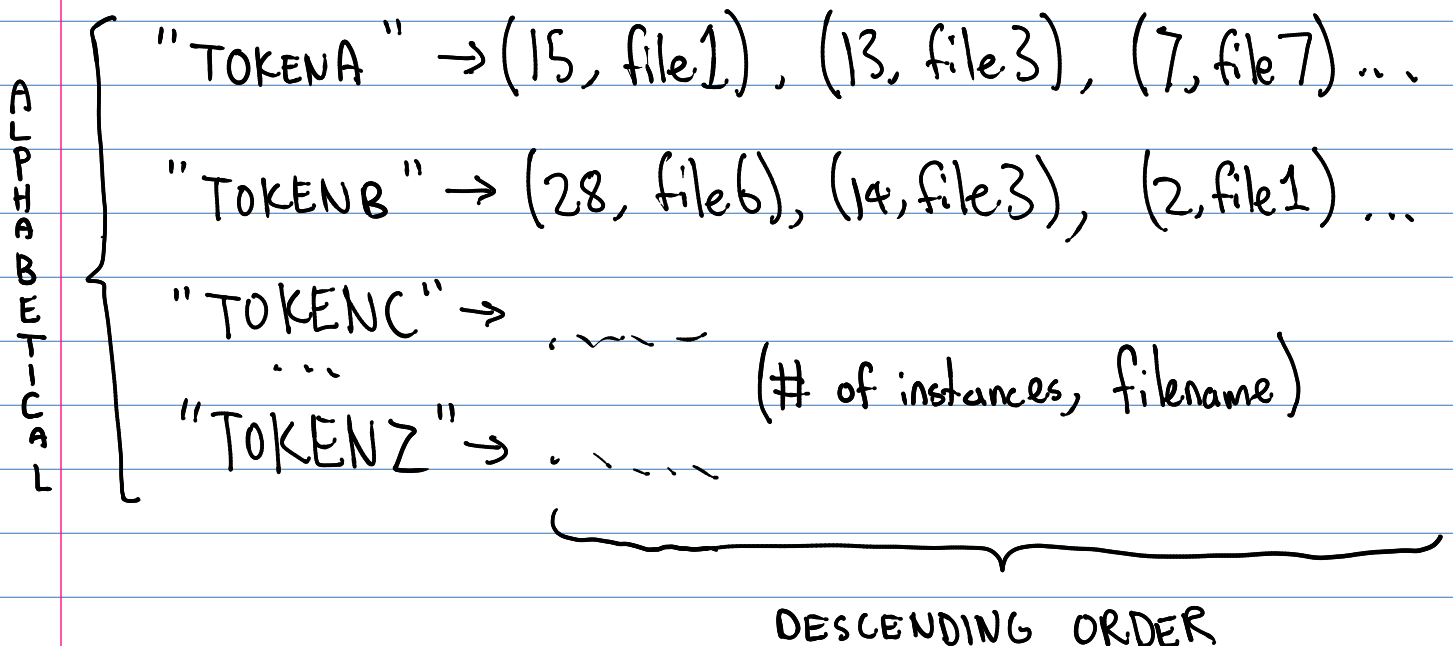 ALPHABETICAL
"TOKENA" → (15, file1), (13, file3), (7, file7) ...
"TOKENB" → (28, file6), (14, file3), (2, file1) ...
"TOKENC" →
...
(# of instances, filename)
"TOKENZ" →
DESCENDING ORDER